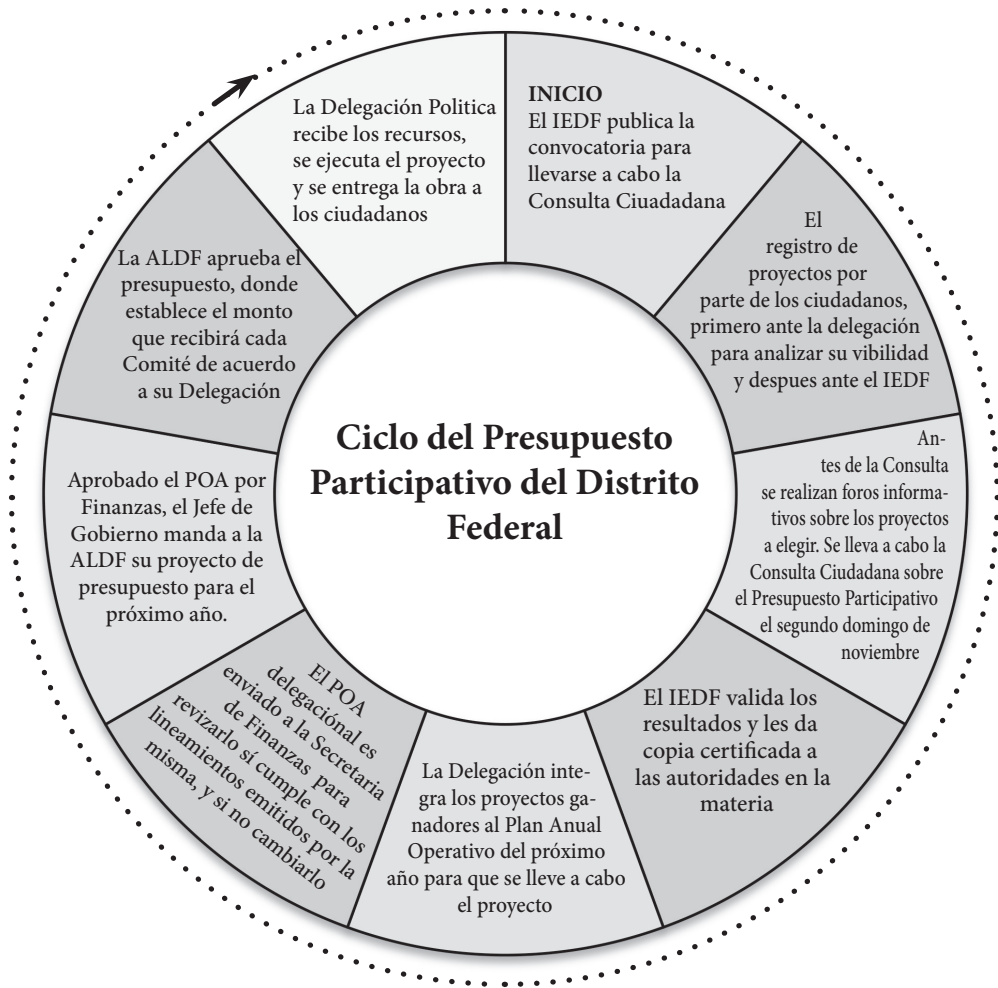 Ciclo del Presupuesto
Participativo del Distrito
Federal
INICIO
El IEDF publica la
convocatoria para
llevarse a cabo la
Consulta Ciuadadana
El
registro de
proyectos por
parte de los ciudadanos,
primero ante la delegación
para analizar su vibilidad
y despues ante el IEDF
An-
tes de la Consulta
se realizan foros informa-
tivos sobre los proyectos
a elegir. Se lleva a cabo la
Consulta Ciudadana sobre
el Presupuesto Participativo
el segundo domingo de
noviembre
El IEDF valida los
resultados y les da
copia certificada a
las autoridades en la
materia
La Delegación inte-
gra los proyectos ga-
nadores al Plan Anual
Operativo del próximo
año para que se lleve a cabo
el proyecto
El POA
delegaciónal es
enviado a la Secretaria
de Finanzas para
revizarlo sí cumple con los
lineamientos emitidos por la
misma, y si no cambiarlo
Aprobado el POA por
Finanzas, el Jefe de
Gobierno manda a la
ALDF su proyecto de
presupuesto para el
próximo año.
La ALDF aprueba el
presupuesto, donde
establece el monto
que recibirá cada
Comité de acuerdo
a su Delegación
La Delegación Politica
recibe los recursos,
se ejecuta el proyecto
y se entrega la obra a
los ciudadanos